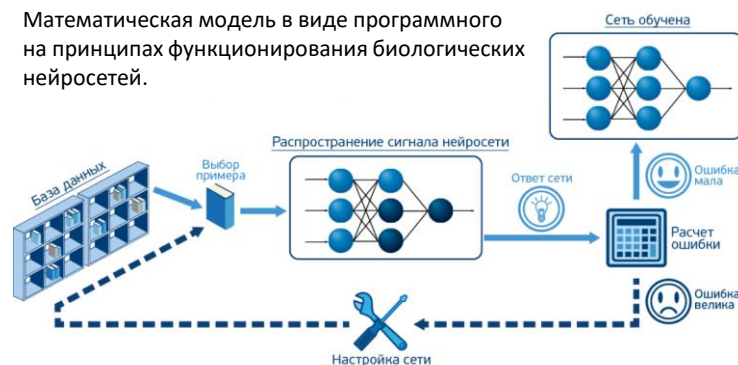 Математическая модель в виде программного
на принципах функционирования биологических
нейросетей.
Сеть обучена
База данных
Выбор
примера
Распространение сигнала нейросети
Ответ сети
Ошибка
мала
Расчет
ошибки
Ошибка
велика
Настройка сети